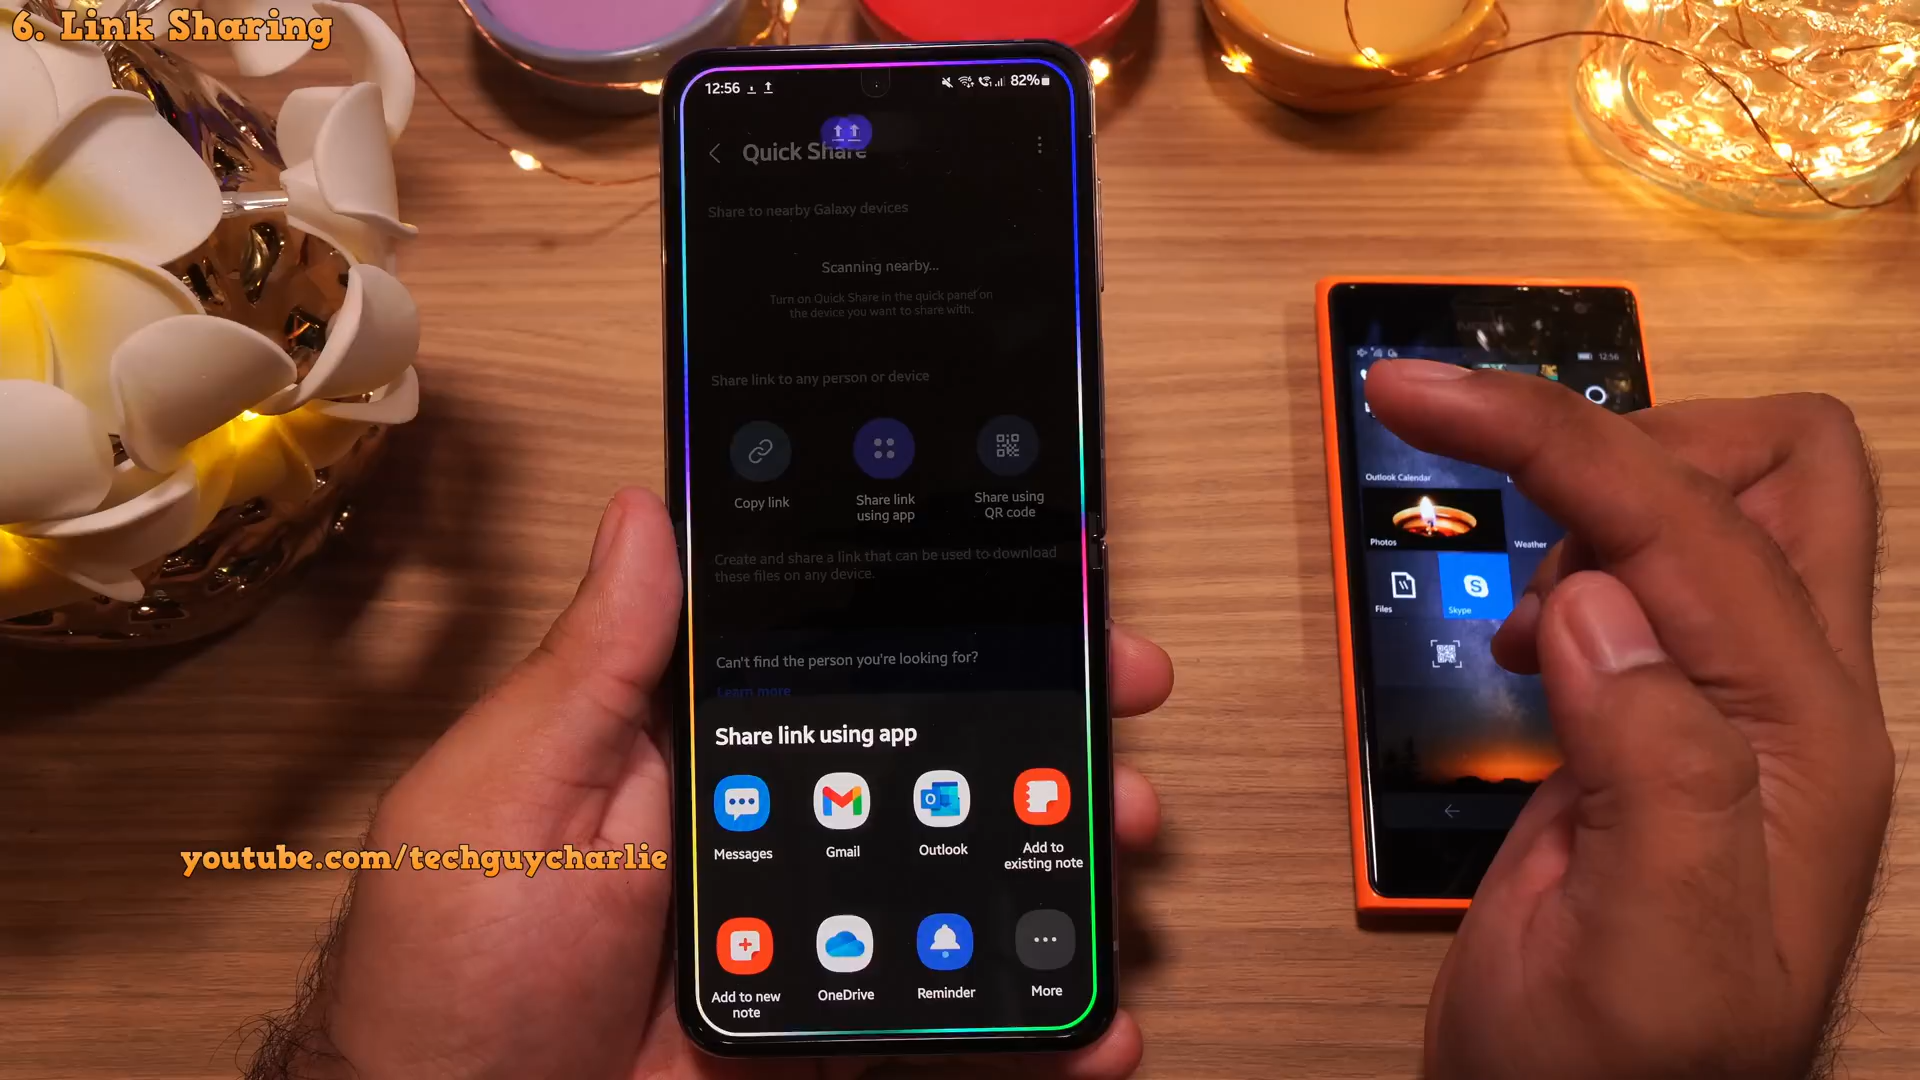 6. Link Sharing
12:56
82%
Quick Share
Share to nearby Galaxy devices
Scanning nearby...
Turn on Quick Share in the quick panel on
the device you want to share with.
Share link to any person or device
Copy link
Share link
using app
Share using
QR code
Create and share a link that can be used to download
these files on any device.
Can't find the person you're looking for?
Learn more
Share link using app
Messages
Gmail
Outlook
Add to
existing note
Add to new
note
OneDrive
Reminder
More
youtube.com/techguycharlie
NOKIA
12:56
Outlook Calendar
Photos
Weather
Files
Skype